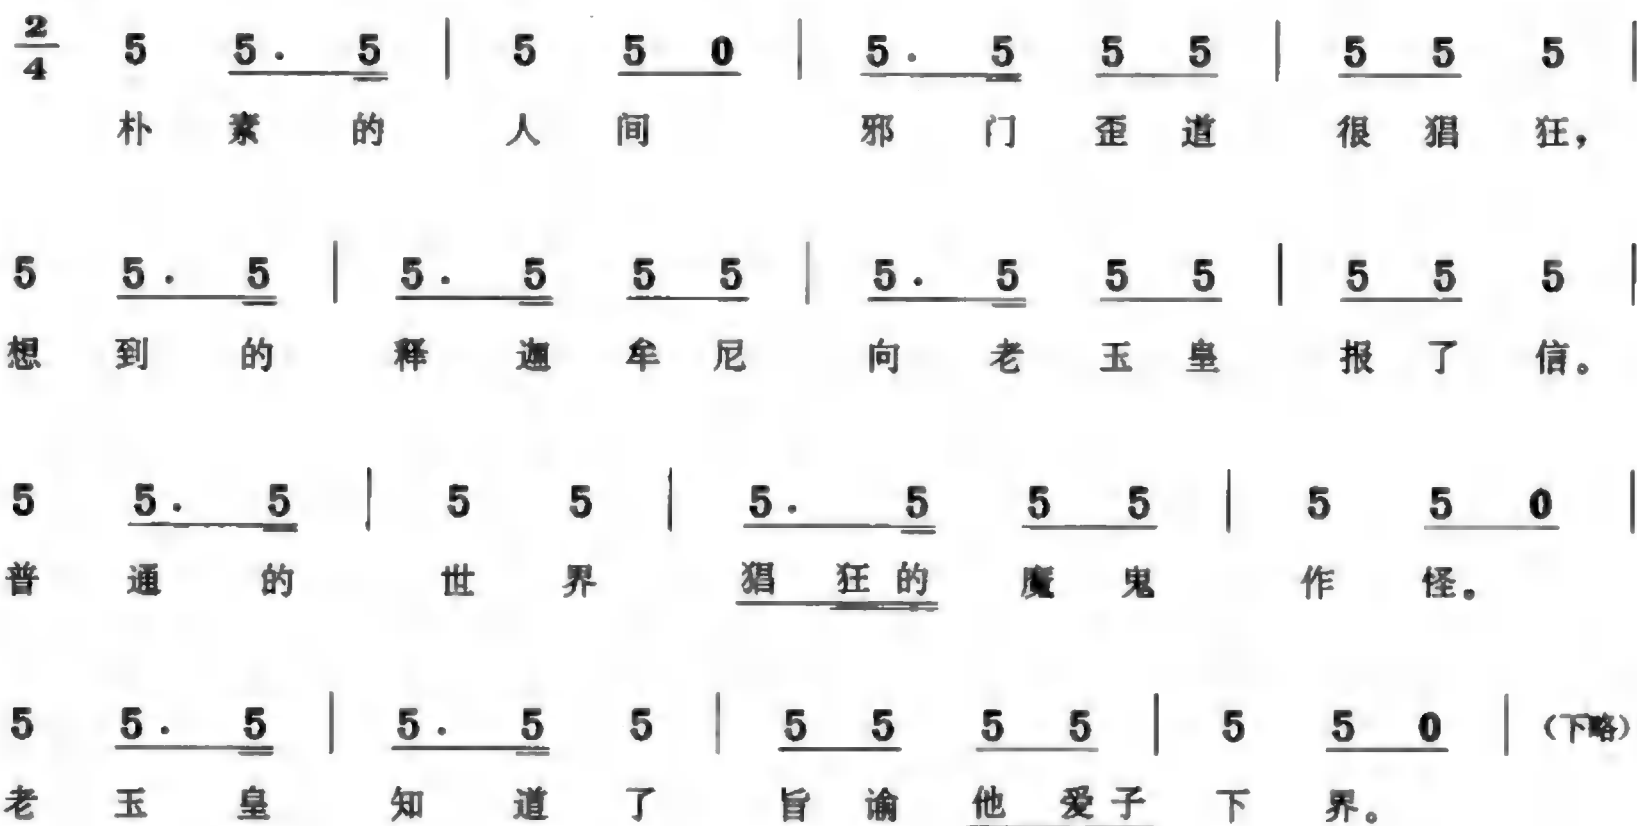 2/4 5 5. 5 | 5 5 0 | 5. 5 5 5 | 5 5 5 |
朴 素 的 人 间 邪 门 歪 道 很 猖 狂，
5 5. 5 | 5. 5 5 5 | 5. 5 5 5 | 5 5 5 |
想 到 的 释 迦 牟 尼 向 老 玉 皇 报 了 信。
5 5. 5 | 5 5 | 5. 5 5 5 | 5 5 0 |
普 通 的 世 界 猖 狂 的 魔 鬼 作 怪。
5 5. 5 | 5. 5 5 | 5 5 5 5 | 5 5 0 | （下略）
老 玉 皇 知 道 了 旨 谕 他 爱 子 下 界。